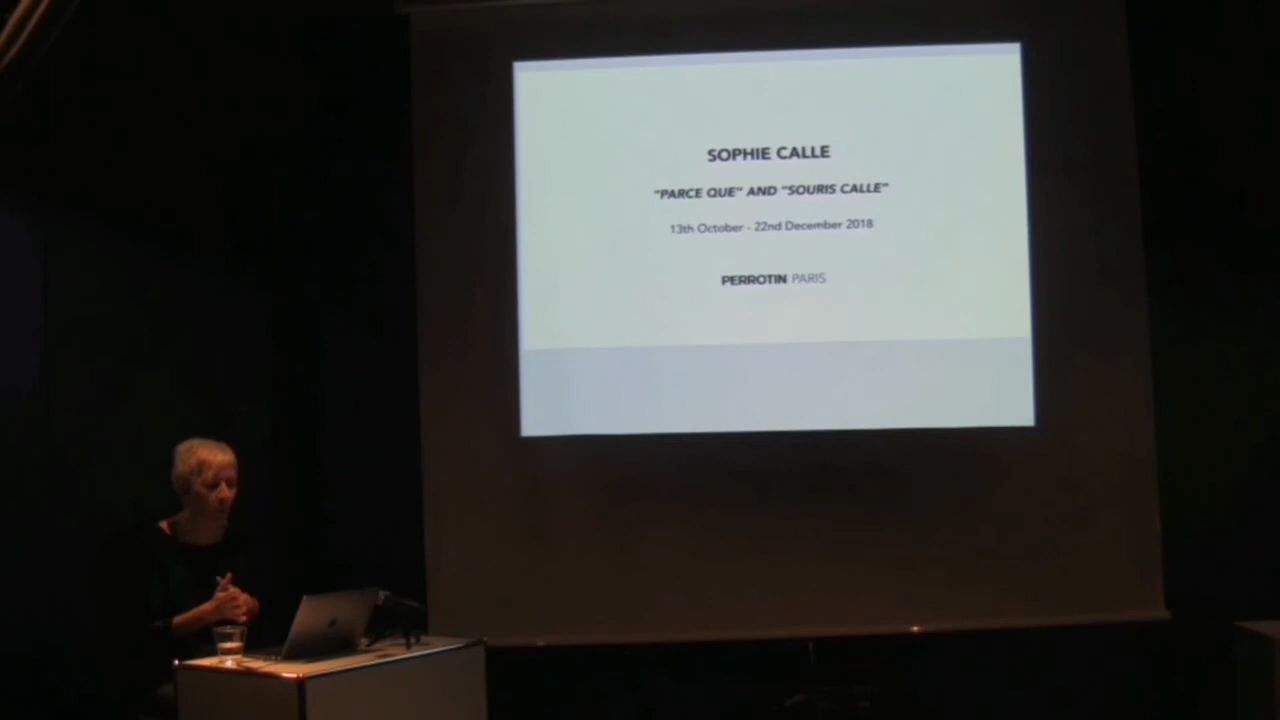 SOPHIE CALLE
"PARCE QUE" AND "SOURIS CALLE"
13th October - 22nd December 2018
PERROTIN PARIS